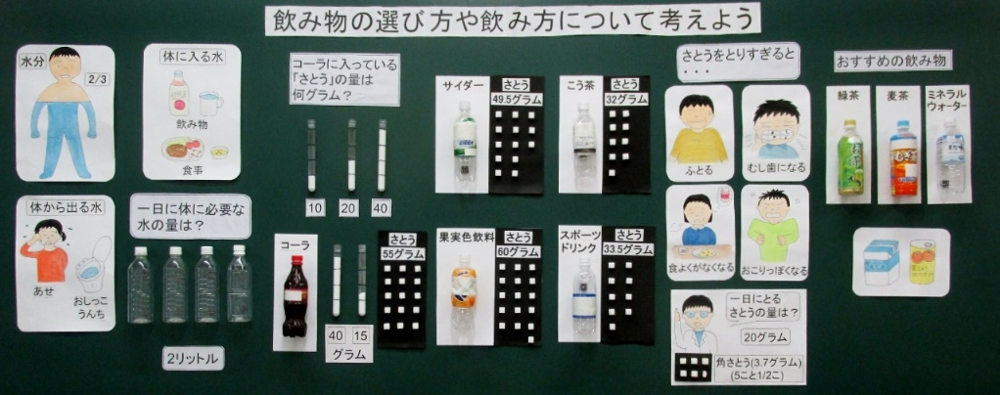 飲み物の選び方や飲み方について考えよう
水分
2/3
体に入る水
飲み物
食事
体から出る水
あせ
おしっこ
うんち
一日に体に必要な
水の量は?
2リットル
コーラに入っている
「さとう」の量は
何グラム?
10
20
40
コーラ
40
15
グラム
さとう
55グラム
サイダー
さとう
49.5グラム
こう茶
さとう
32グラム
果実色飲料
さとう
60グラム
スポーツ
ドリンク
さとう
33.5グラム
さとうをとりすぎると
・・・
ふとる
むし歯になる
食よくがなくなる
おこりっぽくなる
一日にとる
さとうの量は?
20グラム
角さとう(3.7グラム)
(5こと1/2こ)
おすすめの飲み物
緑茶
麦茶
ミネラル
ウォーター